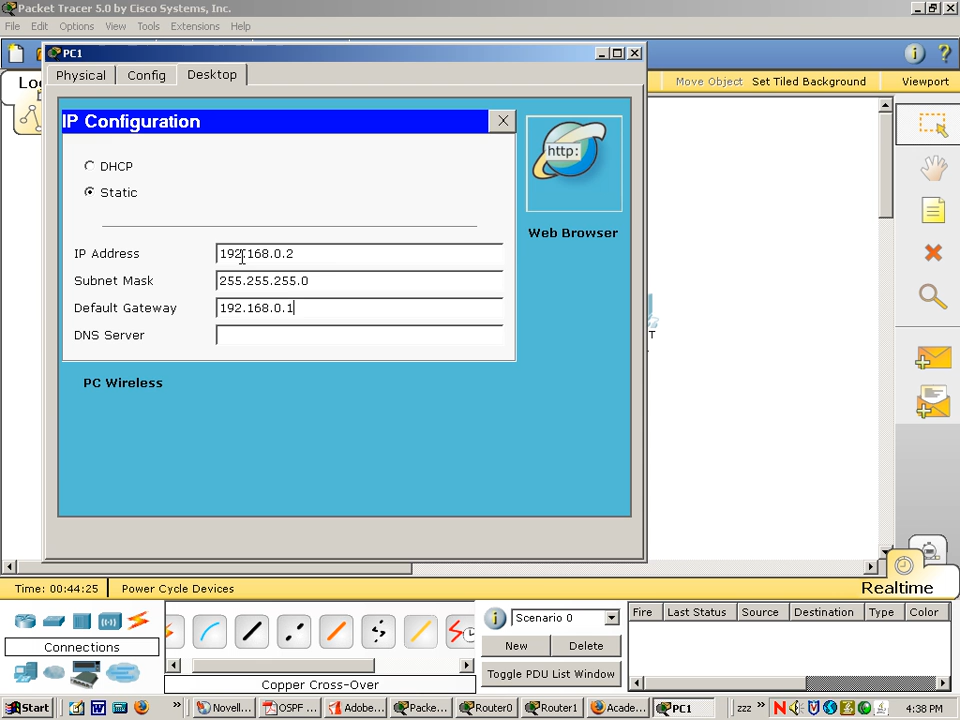 Packet Tracer 5.0 by Cisco Systems, Inc.
File Edit Options View Tools Extensions Help
PC1
Physical Config Desktop
Move Object Set Tiled Background Viewport
IP Configuration
http:
DHCP
Static
Web Browser
IP Address 192.168.0.2
Subnet Mask 255.255.255.0
Default Gateway 192.168.0.1
DNS Server
PC Wireless
Time: 00:44:25 Power Cycle Devices
Realtime
Scenario 0
Fire Last Status Source Destination Type Color
Connections
New Delete
Toggle PDU List Window
Copper Cross-Over
Start Novell... OSPF ... Adobe... Packe... Router0 Router1 Acade... PC1 zzz 4:38 PM